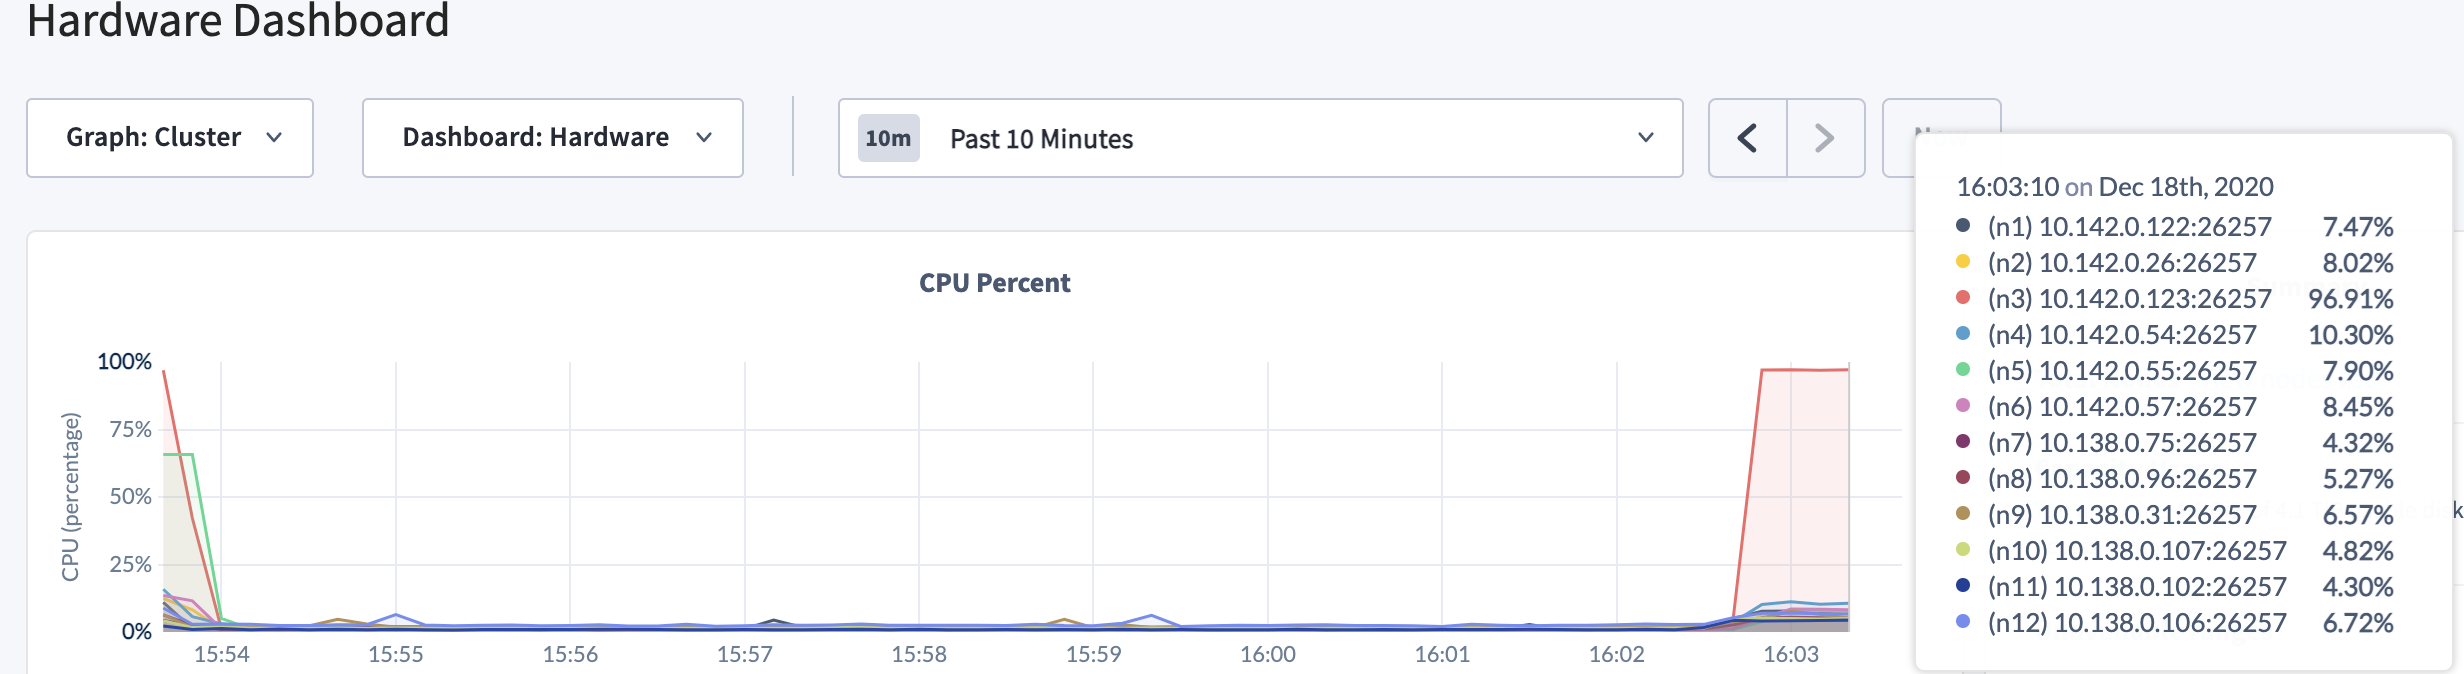 Hardware Dashboard
Graph: Cluster
Dashboard: Hardware
10m Past 10 Minutes
16:03:10 on Dec 18th, 2020
(n1) 10.142.0.122:26257 7.47%
(n2) 10.142.0.26:26257 8.02%
(n3) 10.142.0.123:26257 96.91%
(n4) 10.142.0.54:26257 10.30%
(n5) 10.142.0.55:26257 7.90%
(n6) 10.142.0.57:26257 8.45%
(n7) 10.138.0.75:26257 4.32%
(n8) 10.138.0.96:26257 5.27%
(n9) 10.138.0.31:26257 6.57%
(n10) 10.138.0.107:26257 4.82%
(n11) 10.138.0.102:26257 4.30%
(n12) 10.138.0.106:26257 6.72%
CPU Percent
CPU (percentage)
100%
75%
50%
25%
0%
15:54 15:55 15:56 15:57 15:58 15:59 16:00 16:01 16:02 16:03